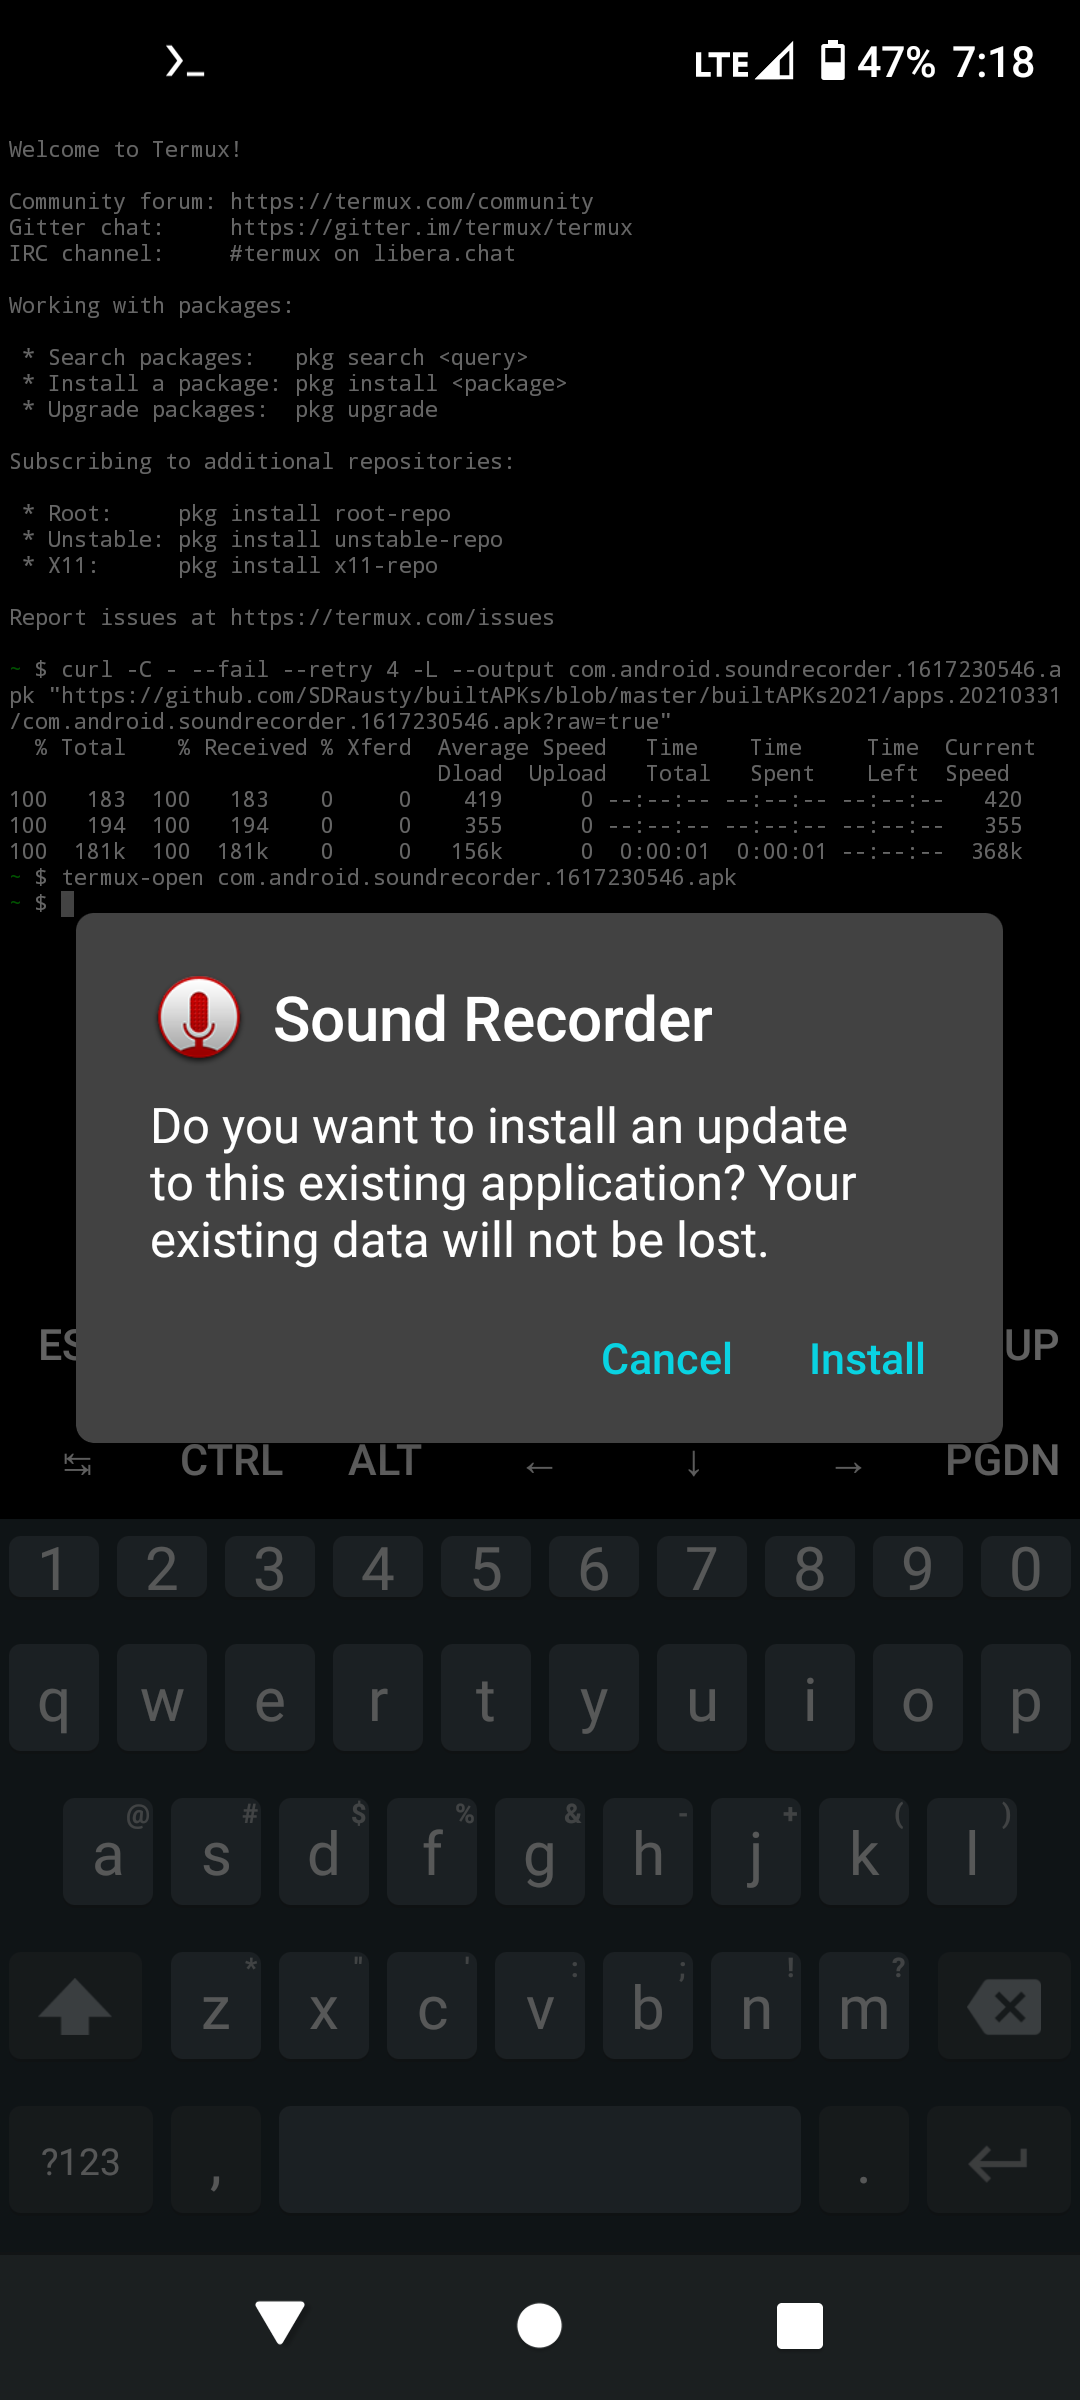 LTE 47% 7:18
Welcome to Termux!
Community forum: https://termux.com/community
Gitter chat:     https://gitter.im/termux/termux
IRC channel:     #termux on libera.chat
Working with packages:
* Search packages:   pkg search <query>
* Install a package: pkg install <package>
* Upgrade packages:  pkg upgrade
Subscribing to additional repositories:
* Root:     pkg install root-repo
* Unstable: pkg install unstable-repo
* X11:      pkg install x11-repo
Report issues at https://termux.com/issues
~ $ curl -C - --fail --retry 4 -L --output com.android.soundrecorder.1617230546.a
pk "https://github.com/SDRausty/builtAPKs/blob/master/builtAPKs2021/apps.20210331
/com.android.soundrecorder.1617230546.apk?raw=true"
% Total    % Received % Xferd  Average Speed   Time    Time     Time  Current
Dload  Upload   Total   Spent    Left  Speed
100   183  100   183    0     0    419      0 --:--:-- --:--:-- --:--:--   420
100   194  100   194    0     0    355      0 --:--:-- --:--:-- --:--:--   355
100  181k  100  181k    0     0   156k      0  0:00:01  0:00:01 --:--:--  368k
~ $ termux-open com.android.soundrecorder.1617230546.apk
~ $
Sound Recorder
Do you want to install an update
to this existing application? Your
existing data will not be lost.
Cancel Install
ES UP
↹ CTRL ALT ← ↓ → PGDN
1 2 3 4 5 6 7 8 9 0
q w e r t y u i o p
@ # $ % & - + ( )
a s d f g h j k l
* " ' : ; ! ?
z x c v b n m
?123 , .